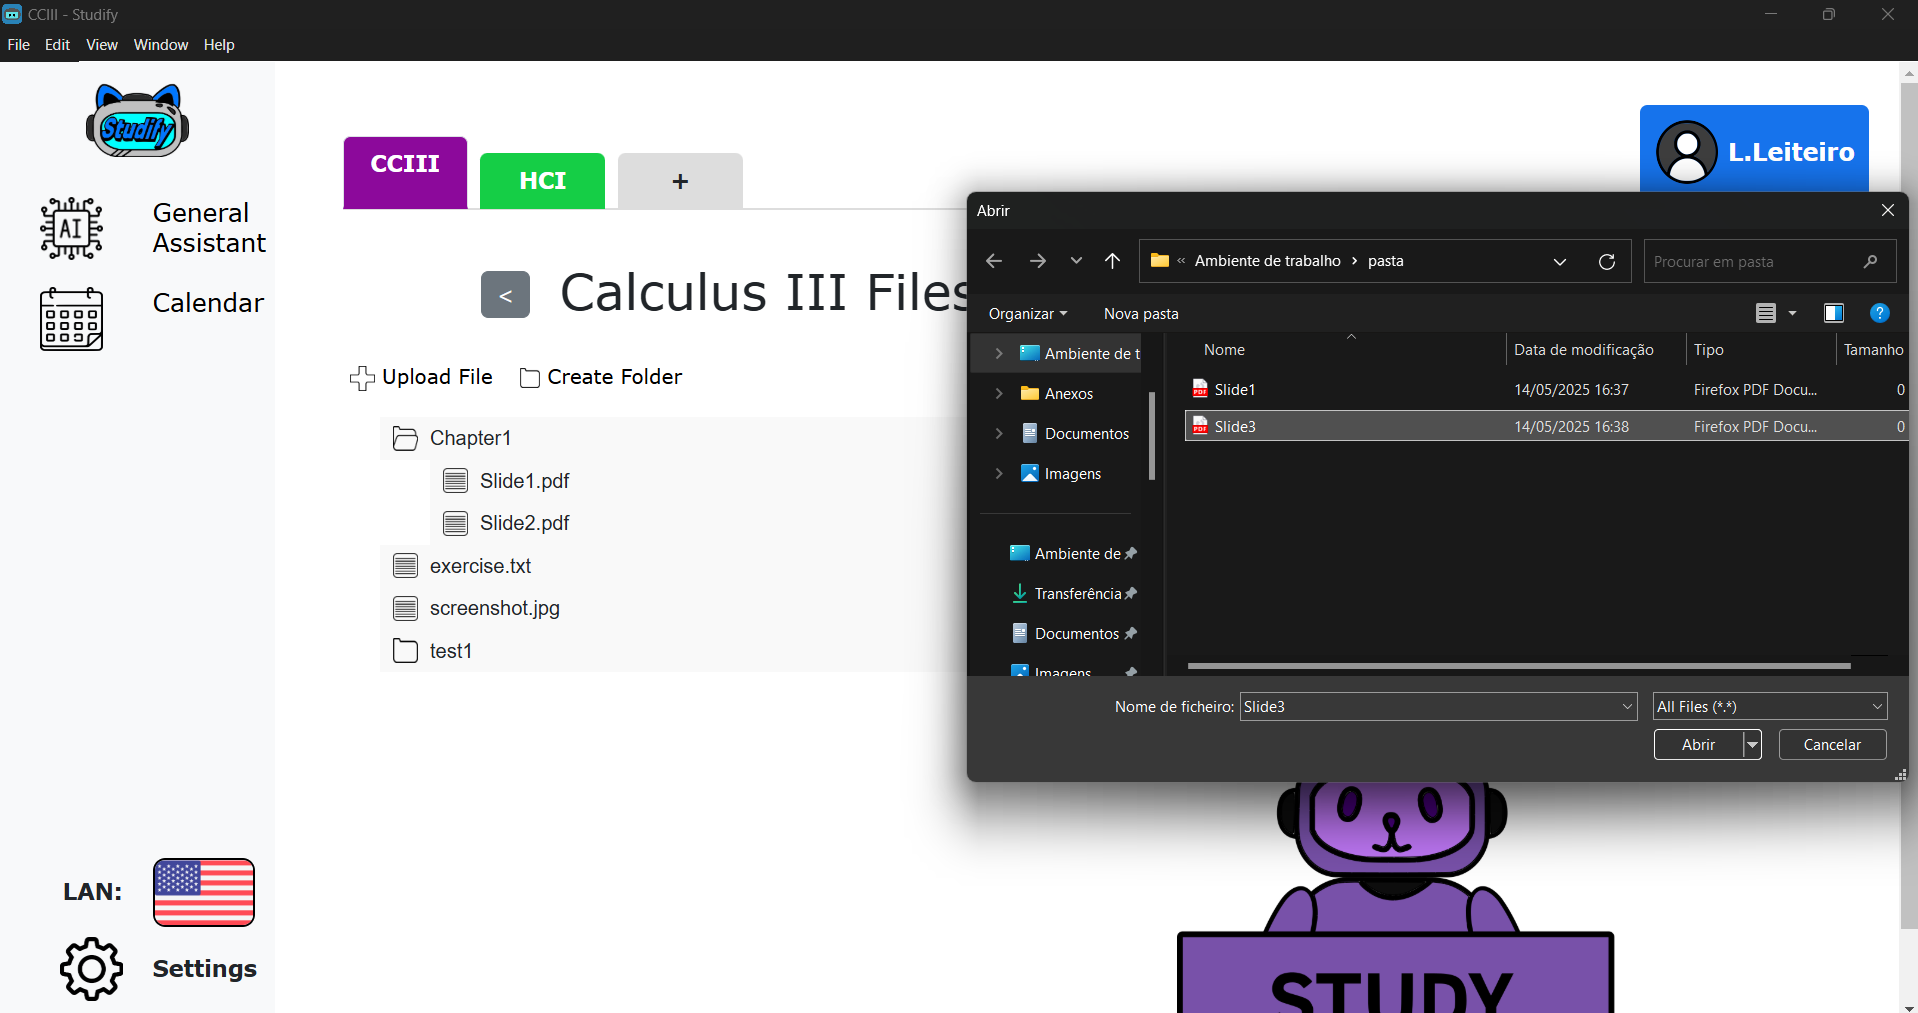 CCIII - Studify
File Edit View Window Help
Studify
AI
General
Assistant
Calendar
LAN:
Settings
CCIII
HCI
+
L.Leiteiro
<
Calculus III Files
Upload File
Create Folder
Chapter1
Slide1.pdf
Slide2.pdf
exercise.txt
screenshot.jpg
test1
Abrir
« Ambiente de trabalho > pasta
Procurar em pasta
Organizar
Nova pasta
?
Ambiente de t
Anexos
Documentos
Imagens
Ambiente de
Transferência
Documentos
Imagens
Nome Data de modificação Tipo Tamanho
PDF Slide1 14/05/2025 16:37 Firefox PDF Docu... 0
PDF Slide3 14/05/2025 16:38 Firefox PDF Docu... 0
Nome de ficheiro: Slide3
All Files (*.*)
Abrir
Cancelar
STUDY